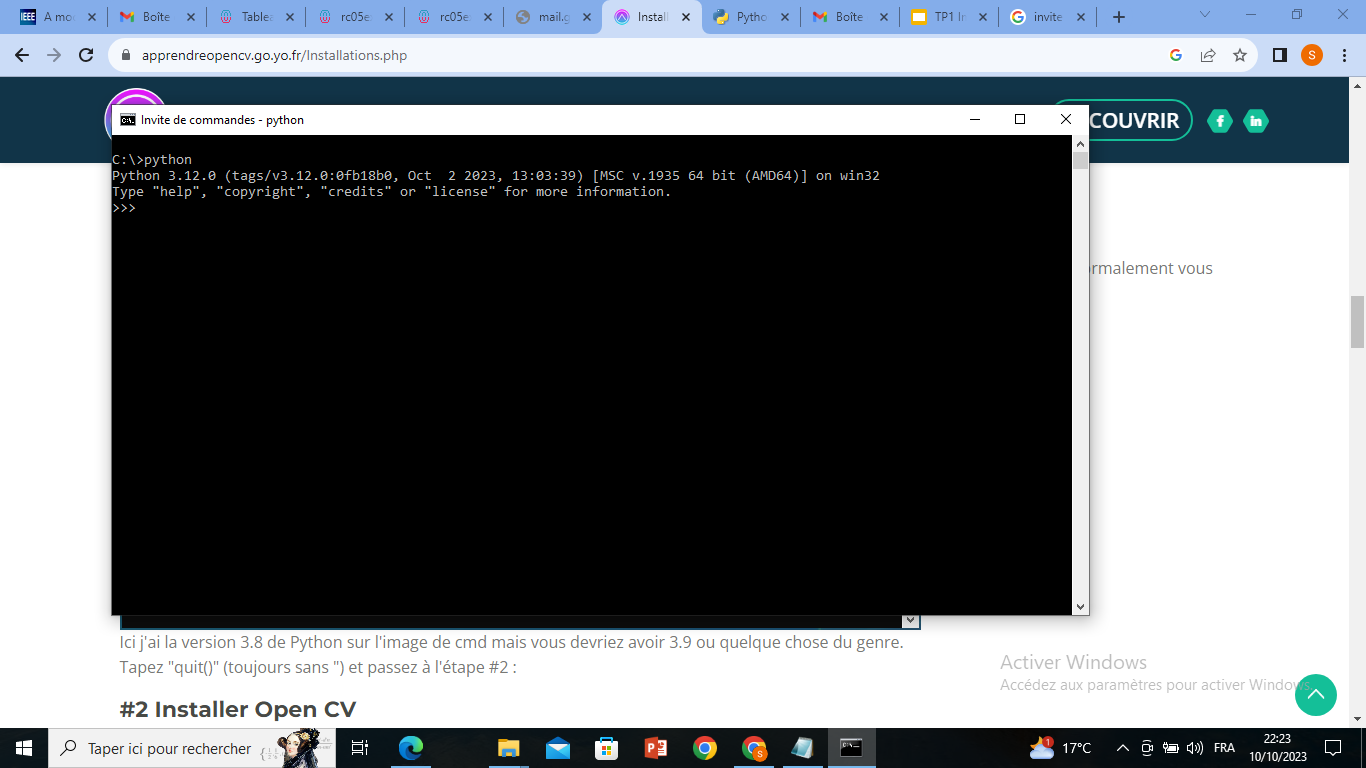 A mo
Boîte
Tablea
rc05e
rc05e
mail.g
Install
Pytho
Boîte
TP1 In
invite
apprendreopencv.go.yo.fr/Installations.php
S
COUVRIR
Invite de commandes - python
C:\>python
Python 3.12.0 (tags/v3.12.0:0fb18b0, Oct  2 2023, 13:03:39) [MSC v.1935 64 bit (AMD64)] on win32
Type "help", "copyright", "credits" or "license" for more information.
>>>
ormalement vous
Ici j'ai la version 3.8 de Python sur l'image de cmd mais vous devriez avoir 3.9 ou quelque chose du genre.
Tapez "quit()" (toujours sans ") et passez à l'étape #2 :
#2 Installer Open CV
Activer Windows
Accédez aux paramètres pour activer Windows.
Taper ici pour rechercher
1
17°C
FRA
22:23
10/10/2023